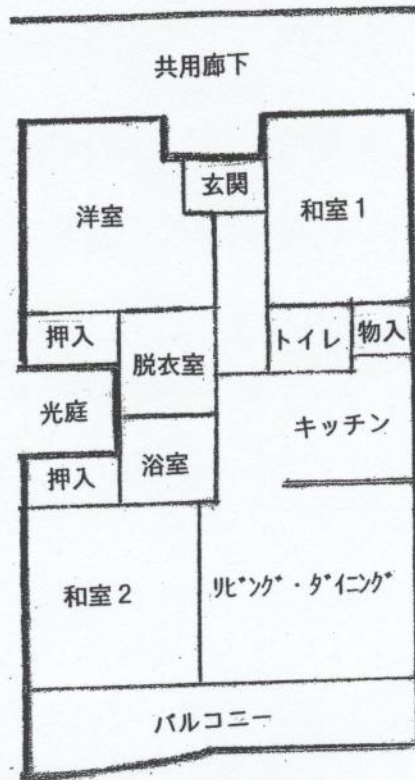 共用廊下
玄関
洋室
和室1
押入
脱衣室
トイレ
物入
光庭
キッチン
浴室
押入
和室2
ﾘﾋﾞﾝｸﾞ・ﾀﾞｲﾆﾝｸﾞ
バルコニー